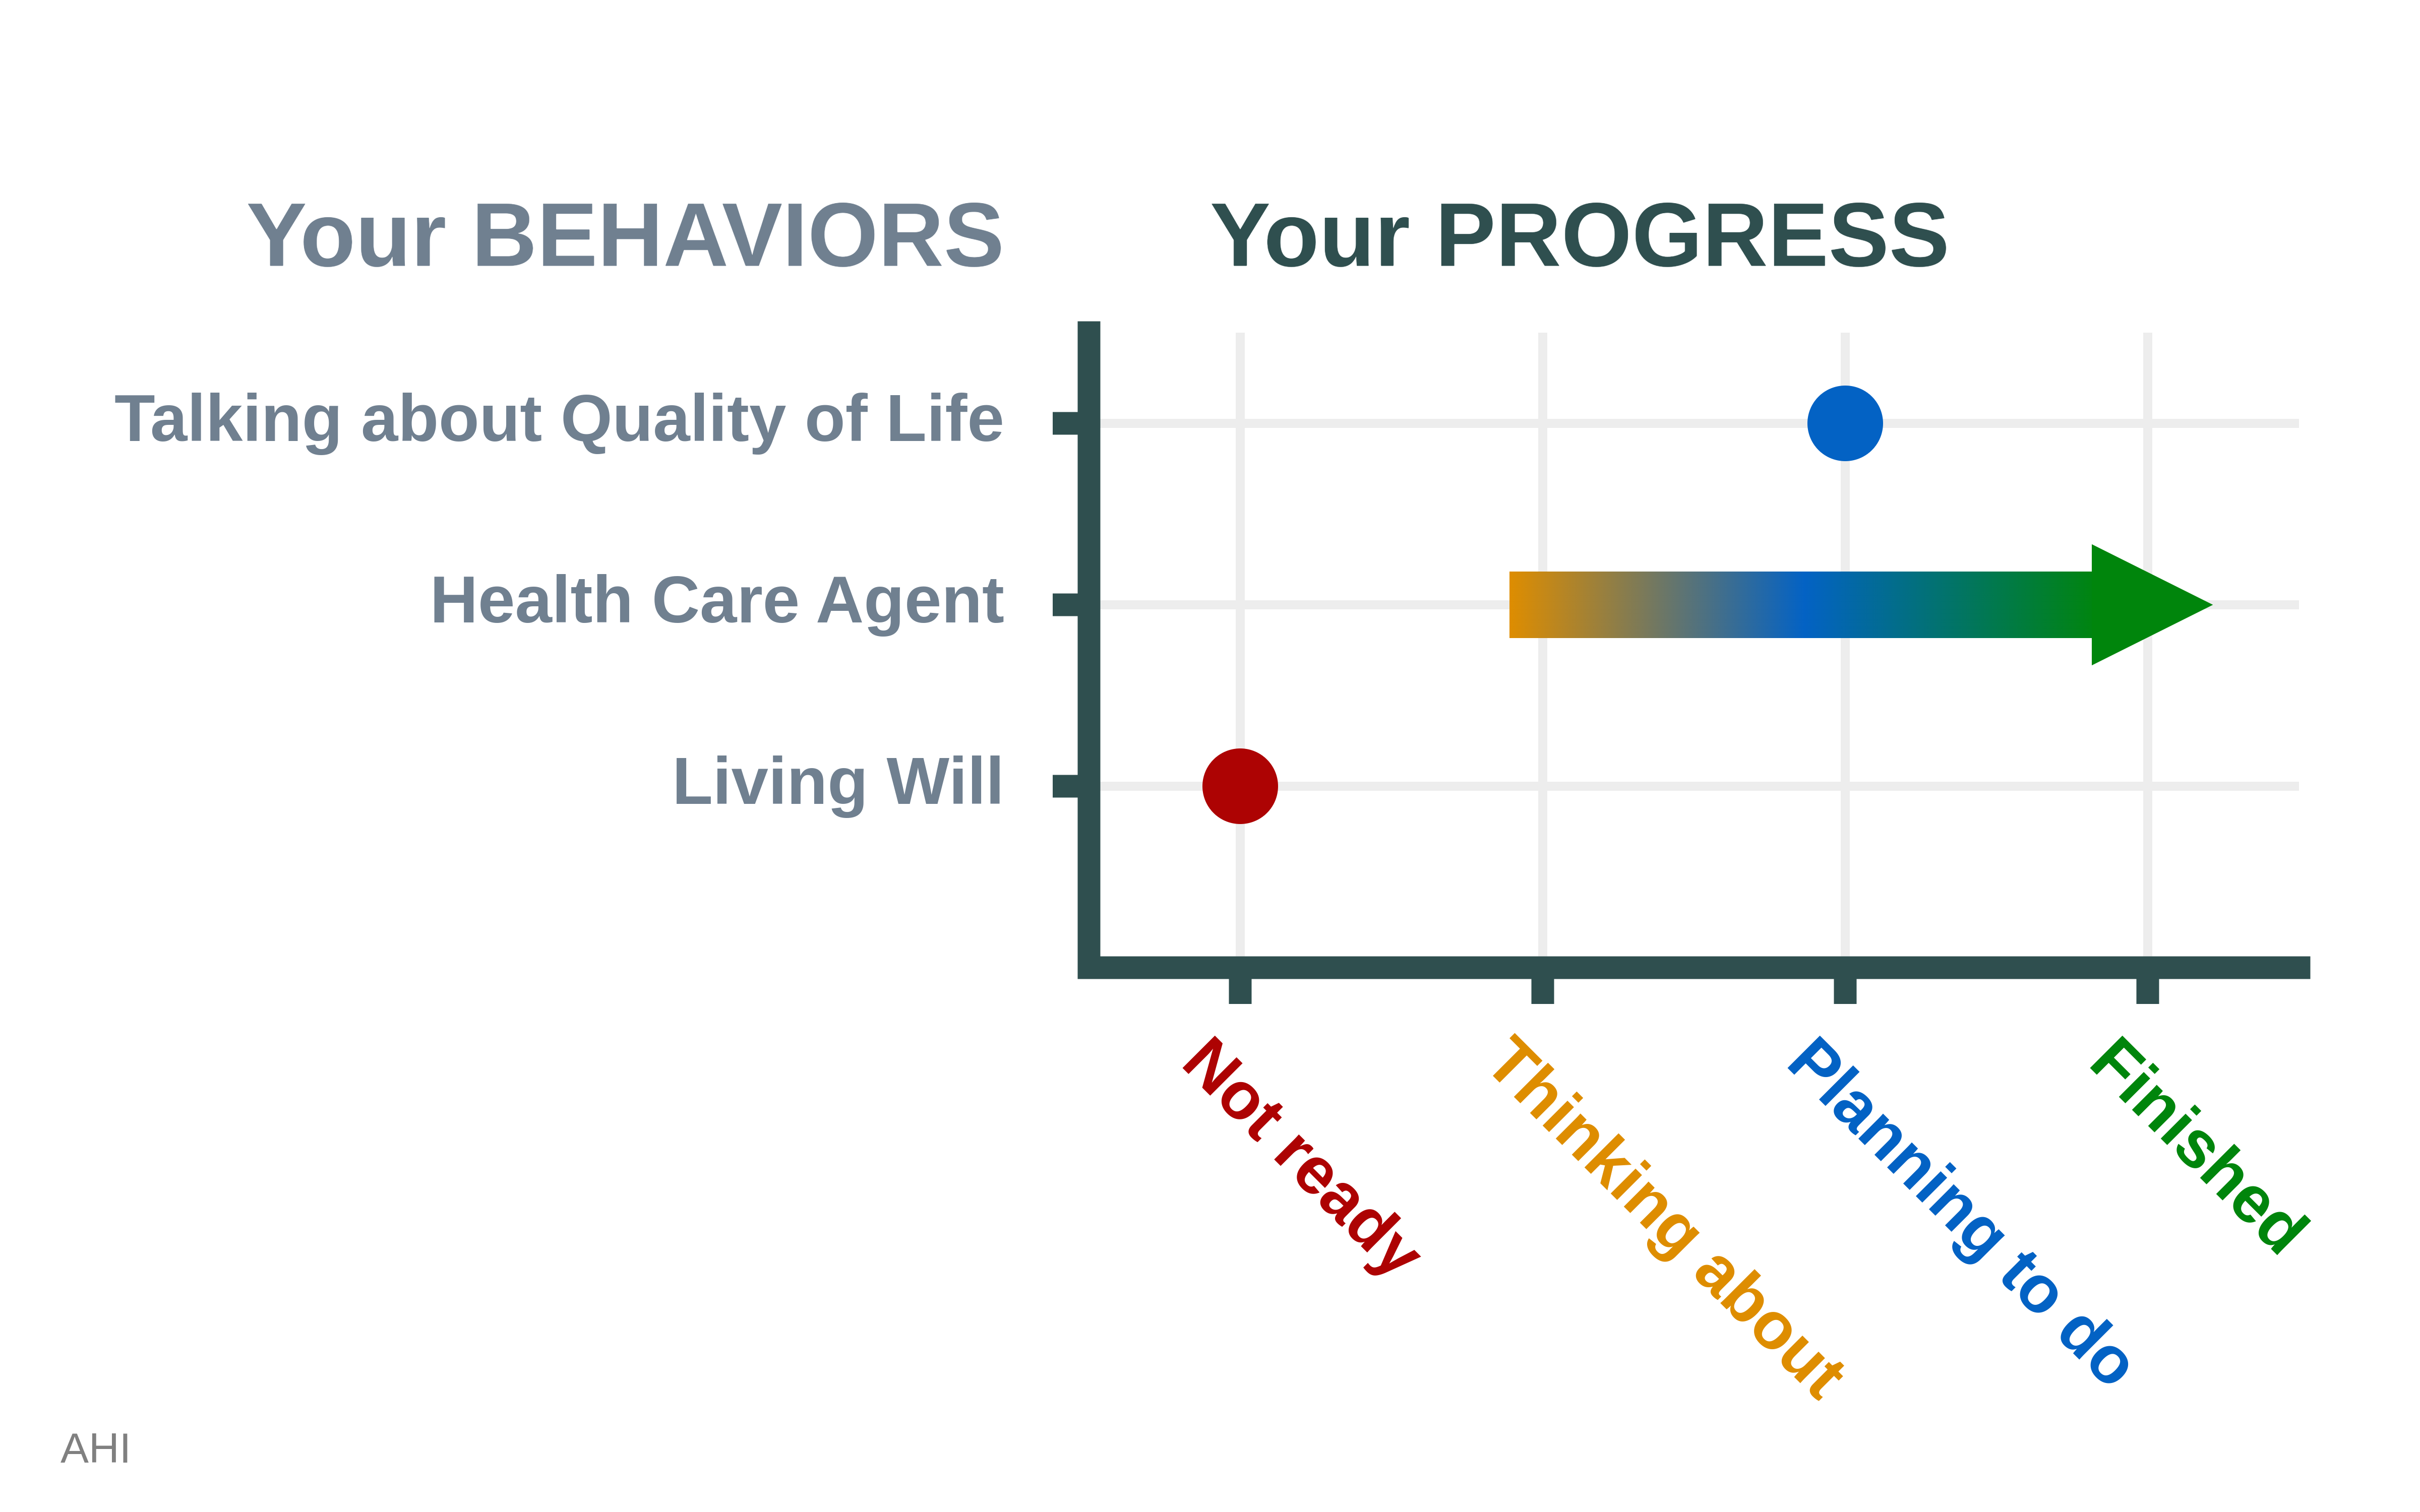 Your BEHAVIORS
Your PROGRESS
Talking about Quality of Life
Health Care Agent
Living Will
Not ready
Thinking about
Planning to do
Finished
AHI